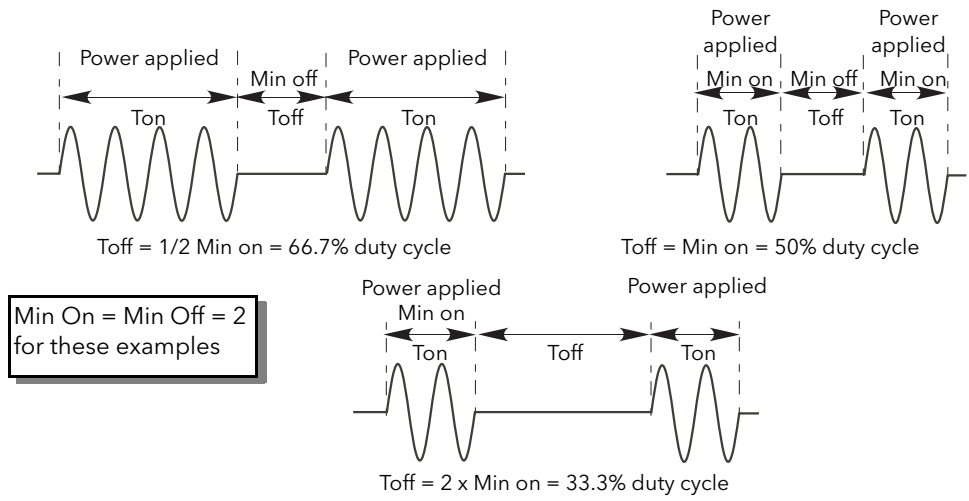 Power applied
Min off
Power applied
Ton
Toff
Ton
Toff = 1/2 Min on = 66.7% duty cycle
Power
applied
Power
applied
Min on
Min off
Min on
Ton
Toff
Ton
Toff = Min on = 50% duty cycle
Min On = Min Off = 2
for these examples
Power applied
Power applied
Min on
Ton
Toff
Ton
Toff = 2 x Min on = 33.3% duty cycle